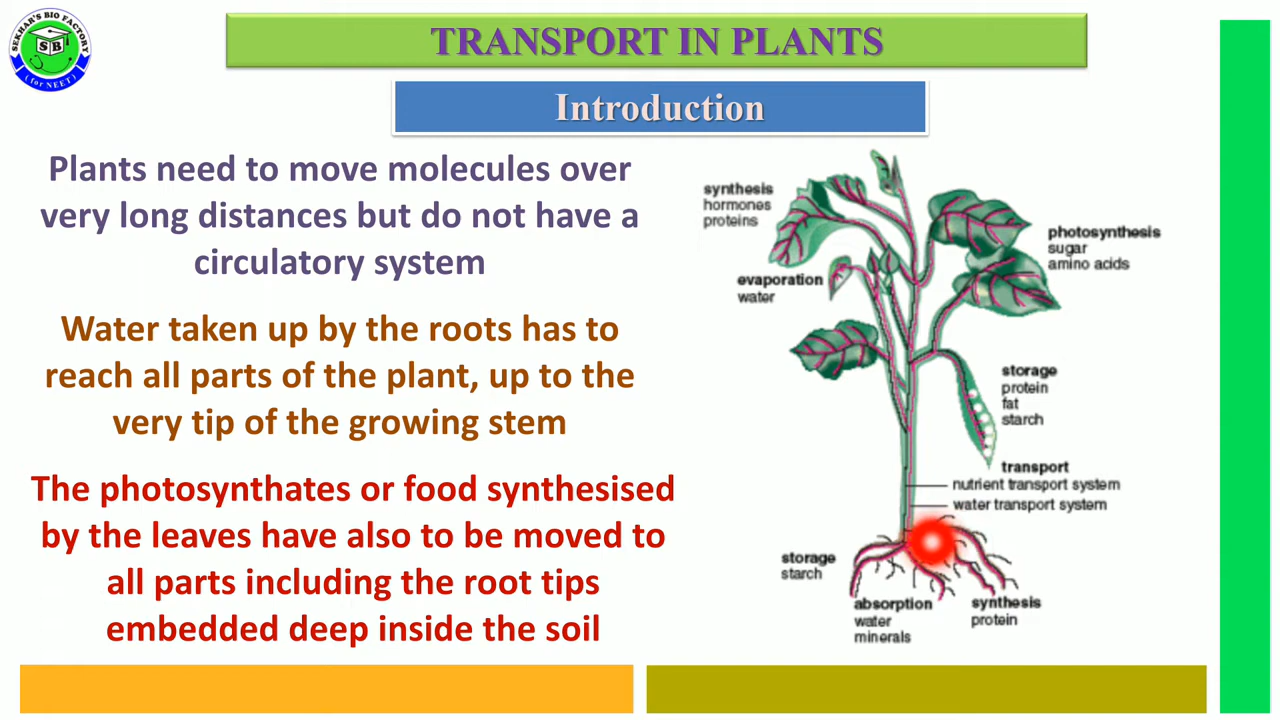 SEKHAR'S BIO FACTORY
S B
(for NEET)
TRANSPORT IN PLANTS
Introduction
Plants need to move molecules over
very long distances but do not have a
circulatory system
Water taken up by the roots has to
reach all parts of the plant, up to the
very tip of the growing stem
The photosynthates or food synthesised
by the leaves have also to be moved to
all parts including the root tips
embedded deep inside the soil
synthesis
hormones
proteins
evaporation
water
photosynthesis
sugar
amino acids
storage
protein
fat
starch
transport
nutrient transport system
water transport system
storage
starch
absorption
water
minerals
synthesis
protein